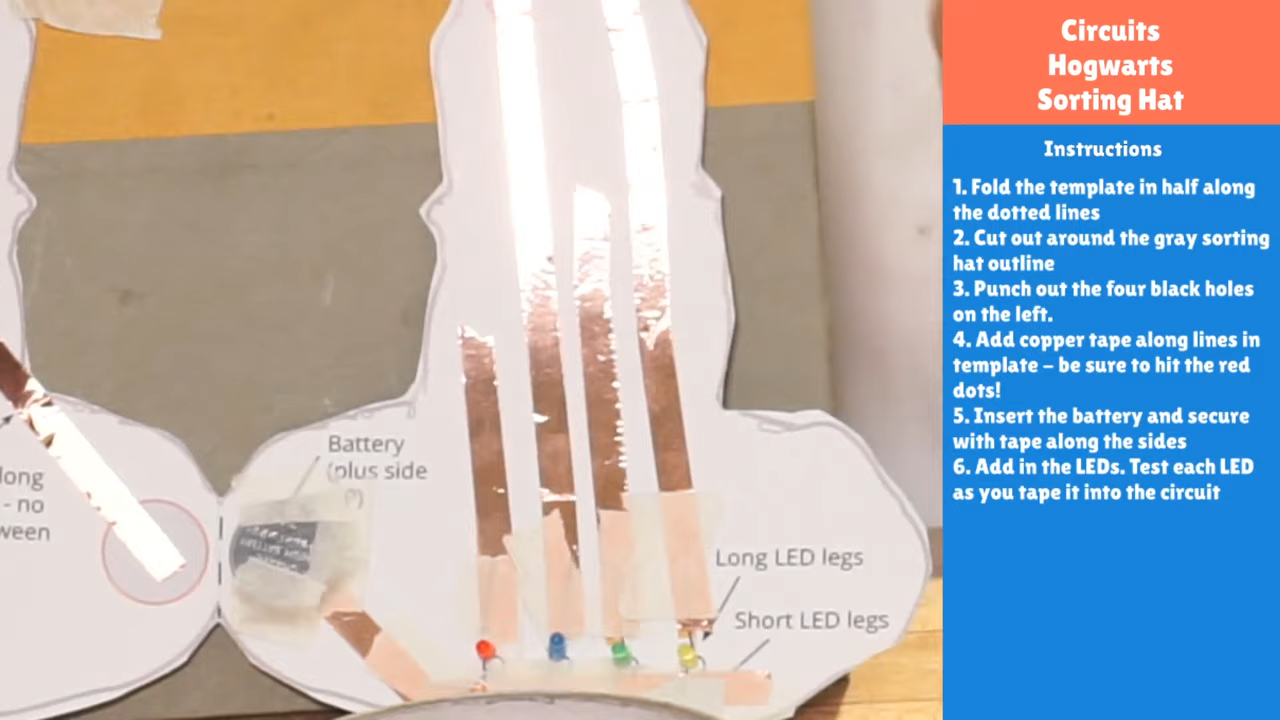 Circuits
Hogwarts
Sorting Hat
Instructions
1. Fold the template in half along
the dotted lines
2. Cut out around the gray sorting
hat outline
3. Punch out the four black holes
on the left.
4. Add copper tape along lines in
template – be sure to hit the red
dots!
5. Insert the battery and secure
with tape along the sides
6. Add in the LEDs. Test each LED
as you tape it into the circuit
Battery
(plus side
long
- no
ween
Long LED legs
Short LED legs